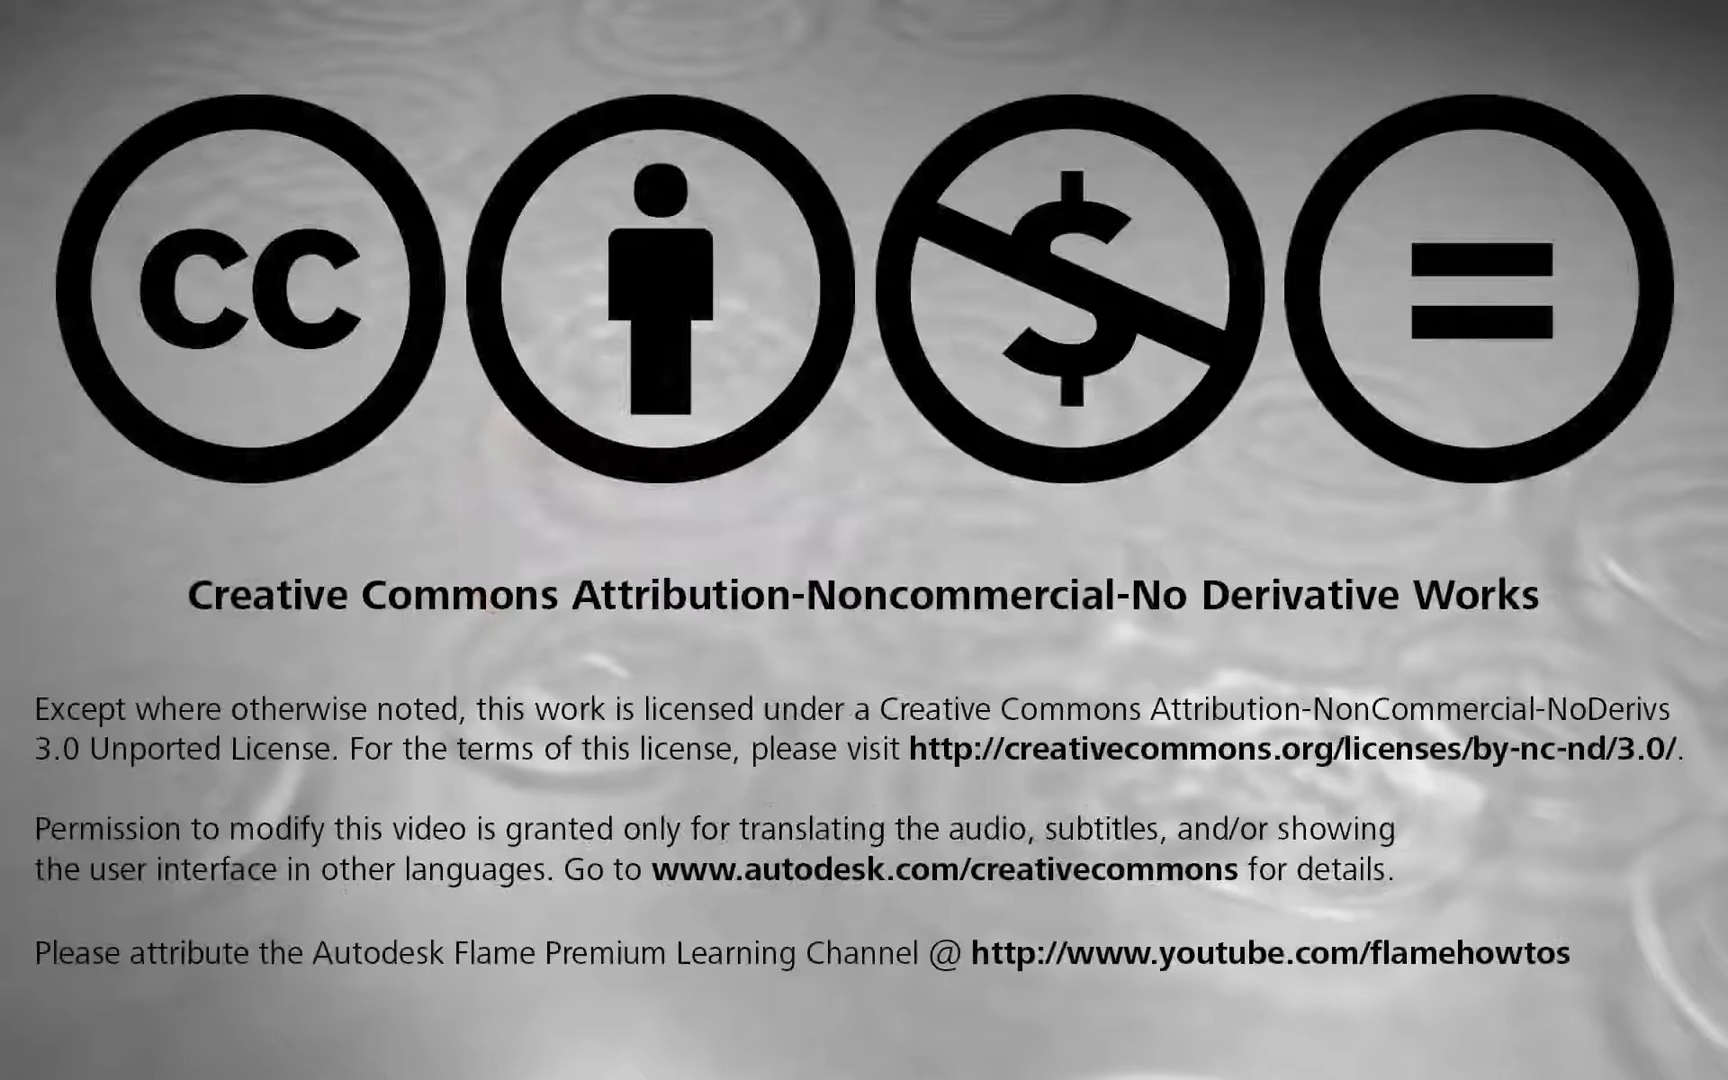 cc
$
=
Creative Commons Attribution-Noncommercial-No Derivative Works
Except where otherwise noted, this work is licensed under a Creative Commons Attribution-NonCommercial-NoDerivs
3.0 Unported License. For the terms of this license, please visit http://creativecommons.org/licenses/by-nc-nd/3.0/.
Permission to modify this video is granted only for translating the audio, subtitles, and/or showing
the user interface in other languages. Go to www.autodesk.com/creativecommons for details.
Please attribute the Autodesk Flame Premium Learning Channel @ http://www.youtube.com/flamehowtos